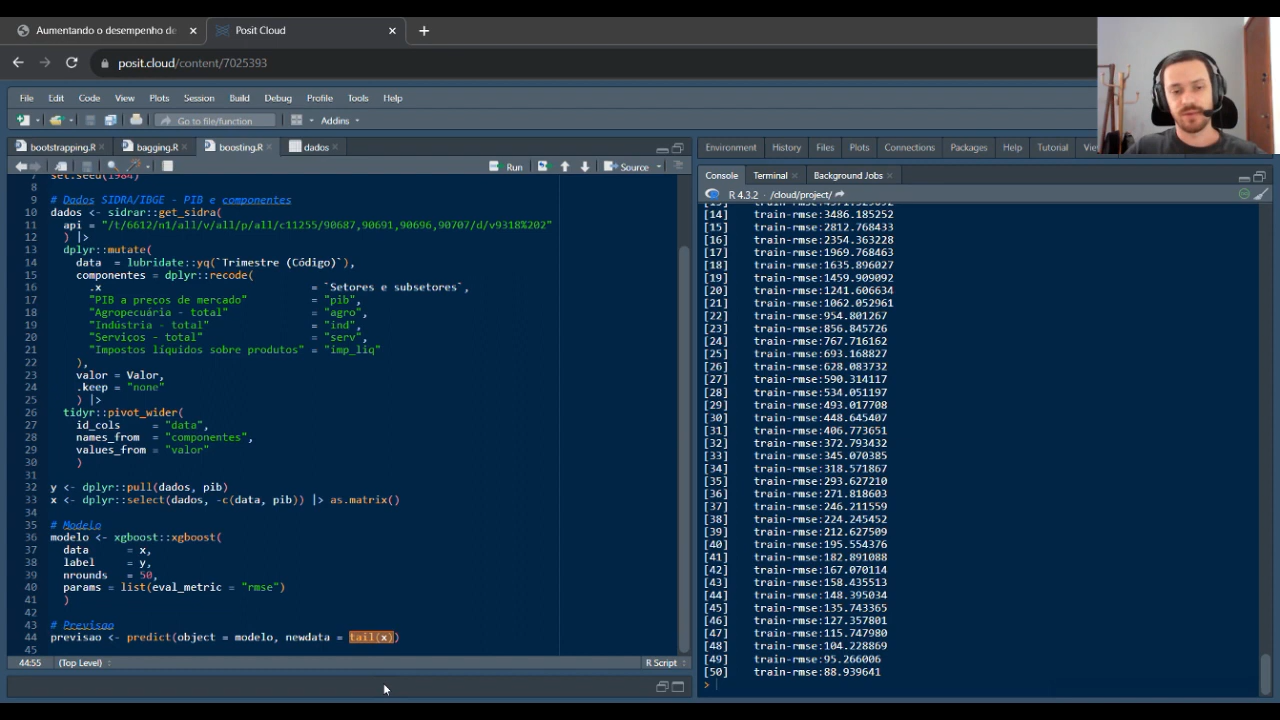 Aumentando o desempenho de
Posit Cloud
posit.cloud/content/7025393
File Edit Code View Plots Session Build Debug Profile Tools Help
Go to file/function
Addins
bootstrapping.R
bagging.R
boosting.R
dados
Run
Source
7 set.seed(1984)
8
9 # Dados SIDRA/IBGE - PIB e componentes
10 dados <- sidrar::get_sidra(
11 api = "/t/6612/n1/all/v/all/p/all/c11255/90687,90691,90696,90707/d/v9318%202"
12 ) |>
13 dplyr::mutate(
14 data = lubridate::yq(`Trimestre (Código)`),
15 componentes = dplyr::recode(
16 .x = `Setores e subsetores`,
17 "PIB a preços de mercado" = "pib",
18 "Agropecuária - total" = "agro",
19 "Indústria - total" = "ind",
20 "Serviços - total" = "serv",
21 "Impostos líquidos sobre produtos" = "imp_liq"
22 ),
23 valor = Valor,
24 .keep = "none"
25 ) |>
26 tidyr::pivot_wider(
27 id_cols = "data",
28 names_from = "componentes",
29 values_from = "valor"
30 )
31
32 y <- dplyr::pull(dados, pib)
33 x <- dplyr::select(dados, -c(data, pib)) |> as.matrix()
34
35 # Modelo
36 modelo <- xgboost::xgboost(
37 data = x,
38 label = y,
39 nrounds = 50,
40 params = list(eval_metric = "rmse")
41 )
42
43 # Previsao
44 previsao <- predict(object = modelo, newdata = tail(x))
45
44:55 (Top Level) R Script
Environment History Files Plots Connections Packages Help Tutorial
Console Terminal Background Jobs
R 4.3.2 · /cloud/project/
[14] train-rmse:3486.185252
[15] train-rmse:2812.768433
[16] train-rmse:2354.363228
[17] train-rmse:1969.768463
[18] train-rmse:1635.896027
[19] train-rmse:1459.909092
[20] train-rmse:1241.606634
[21] train-rmse:1062.052961
[22] train-rmse:954.801267
[23] train-rmse:856.845726
[24] train-rmse:767.716162
[25] train-rmse:693.168827
[26] train-rmse:628.083732
[27] train-rmse:590.314117
[28] train-rmse:534.051197
[29] train-rmse:493.017708
[30] train-rmse:448.645407
[31] train-rmse:406.773651
[32] train-rmse:372.793432
[33] train-rmse:345.070385
[34] train-rmse:318.571867
[35] train-rmse:293.627210
[36] train-rmse:271.818603
[37] train-rmse:246.211559
[38] train-rmse:224.245452
[39] train-rmse:212.627509
[40] train-rmse:195.554376
[41] train-rmse:182.891088
[42] train-rmse:167.070114
[43] train-rmse:158.435513
[44] train-rmse:148.395034
[45] train-rmse:135.743365
[46] train-rmse:127.357801
[47] train-rmse:115.747980
[48] train-rmse:104.228869
[49] train-rmse:95.266006
[50] train-rmse:88.939641
>